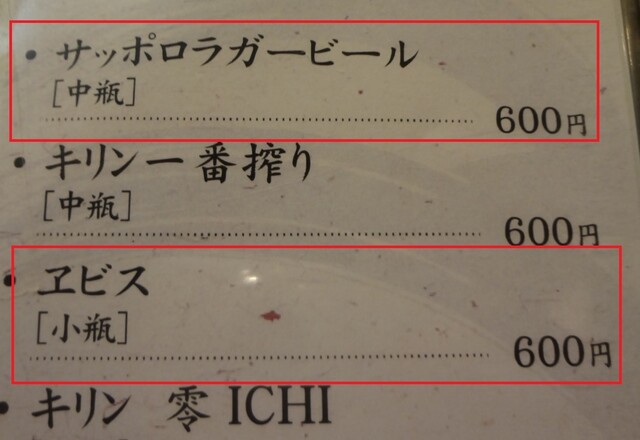 ・サッポロラガービール
[中瓶]
600円
・キリン一番搾り
[中瓶]
600円
・ヱビス
[小瓶]
600円
・キリン 零ICHI